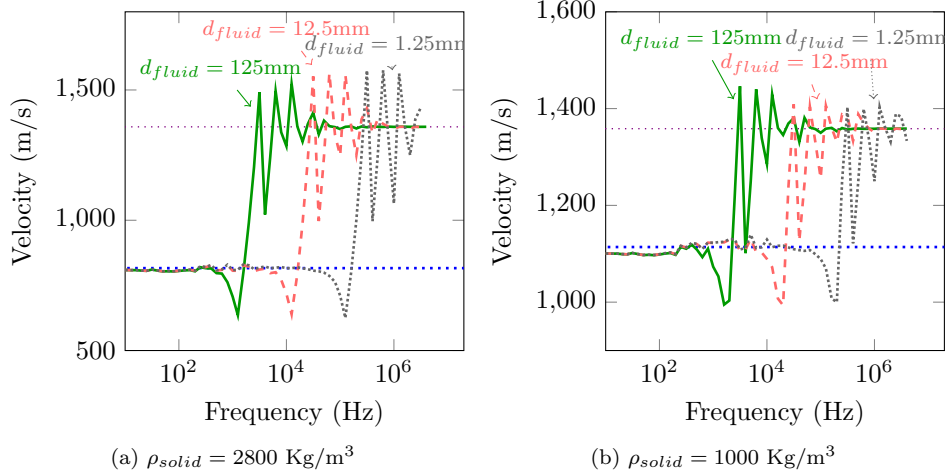 d_fluid = 12.5mm
d_fluid = 1.25mm
d_fluid = 125mm
1,500
1,000
500
Velocity (m/s)
10^2
10^4
10^6
Frequency (Hz)
(a) ρ_solid = 2800 Kg/m^3
1,600
d_fluid = 125mm
d_fluid = 1.25mm
d_fluid = 12.5mm
1,400
1,200
1,000
Velocity (m/s)
10^2
10^4
10^6
Frequency (Hz)
(b) ρ_solid = 1000 Kg/m^3